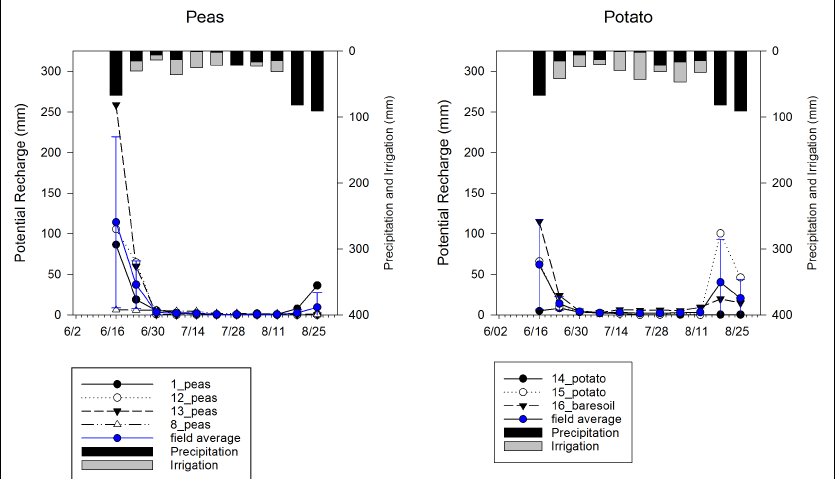 Peas
Potato
300
250
200
150
100
50
0
Potential Recharge (mm)
0
100
200
300
400
Precipitation and Irrigation (mm)
6/2 6/16 6/30 7/14 7/28 8/11 8/25
300
250
200
150
100
50
0
Potential Recharge (mm)
0
100
200
300
400
Precipitation and Irrigation (mm)
6/02 6/16 6/30 7/14 7/28 8/11 8/25
1_peas
12_peas
13_peas
8_peas
field average
Precipitation
Irrigation
14_potato
15_potato
16_baresoil
field average
Precipitation
Irrigation